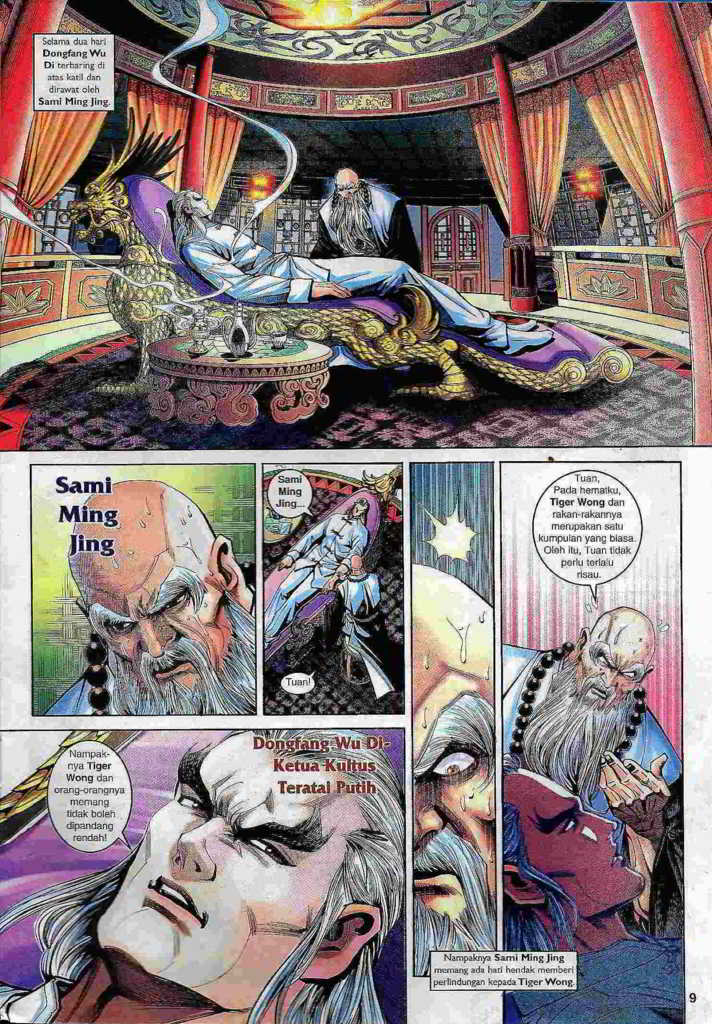 Selama dua hari
Dongfang Wu
Di terbaring di
atas katil dan
dirawat oleh
Sami Ming Jing.
Sami
Ming
Jing
Sami
Ming
Jing...
Tuan!
Tuan,
Pada hematku,
Tiger Wong dan
rakan-rakannya
merupakan satu
kumpulan yang biasa.
Oleh itu, Tuan tidak
perlu terlalu
risau.
Nampak-
nya Tiger
Wong dan
orang-orangnya
memang
tidak boleh
dipandang
rendah!
Dongfang Wu Di-
Ketua Kultus
Teratai Putih
Nampaknya Sami Ming Jing
memang ada hati hendak memberi
perlindungan kepada Tiger Wong.
9